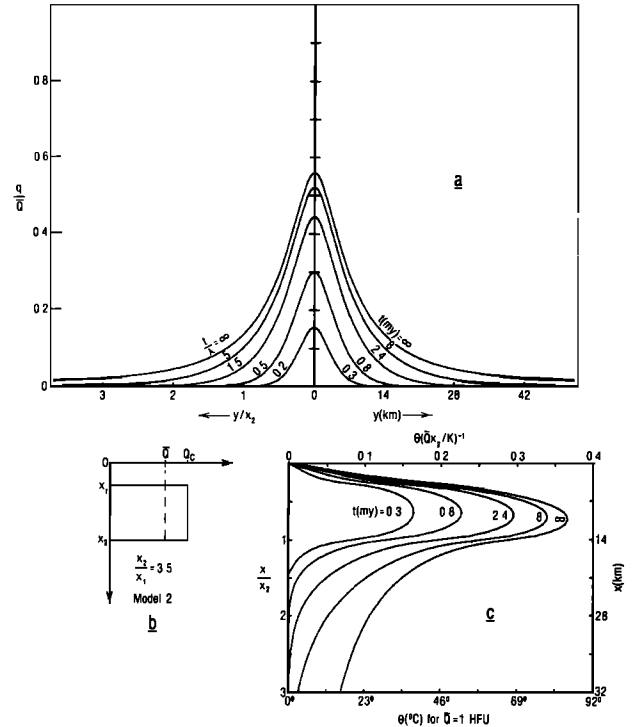 0 8
0 6
0 4
0 2
0
q
Q̄
a
t/λ = ∞
5
1.5
0.5
0.2
t(my)=∞
8
2 4
0.8
0.3
3 2 1 0 14 28 42
y/x₂ y(km)
b
0 Q̄ Q_C
x₁
x₂
x₂/x₁ = 3 5
Model 2
θ(Q̄x₂/K)⁻¹
0 0.1 0.2 0.3 0.4
t(my)= 0 3 0 8 2 4 8 ∞
1 14
x/x₂ x(km)
2 28
3
c
0° 23° 46° 69° 92°
θ(°C) for Q̄ =1 HFU